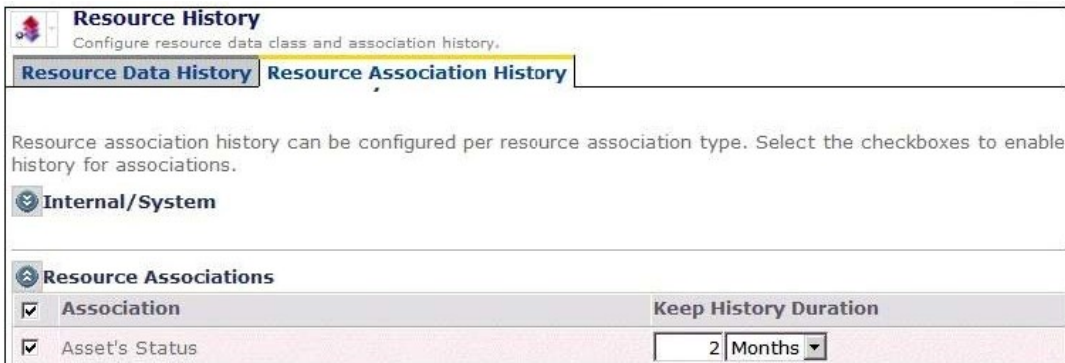 Resource History
Configure resource data class and association history.
Resource Data History Resource Association History
Resource association history can be configured per resource association type. Select the checkboxes to enable
history for associations.
Internal/System
Resource Associations
Association Keep History Duration
Asset's Status 2 Months